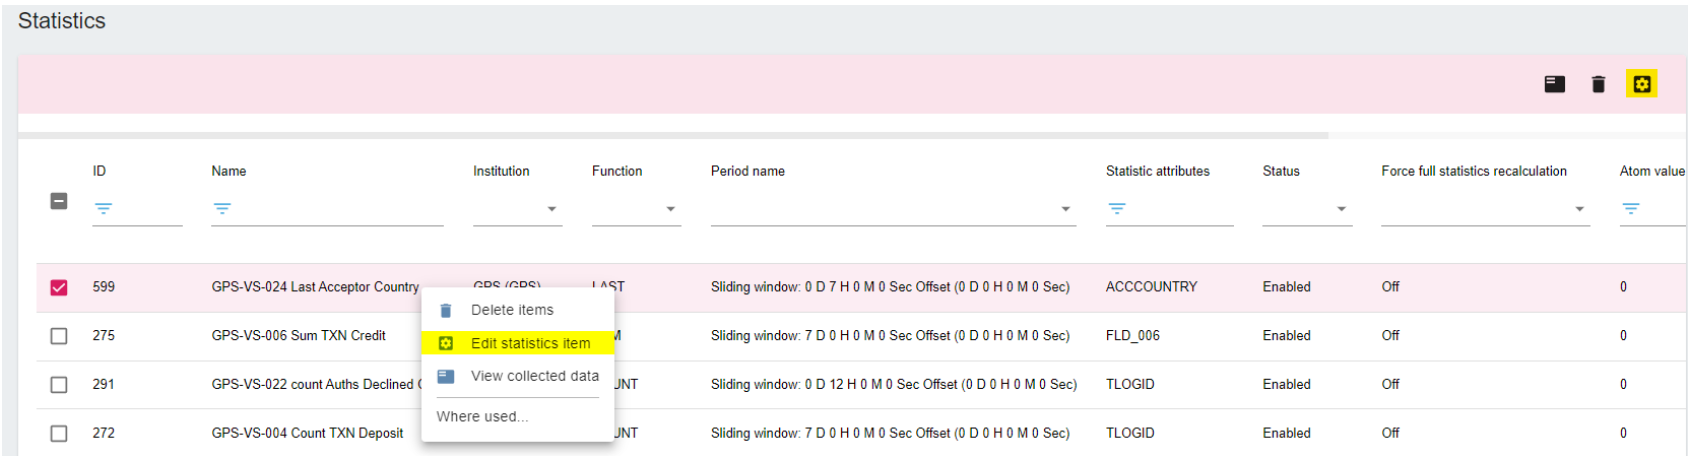 Statistics
ID Name Institution Function Period name Statistic attributes Status Force full statistics recalculation Atom value
599 GPS-VS-024 Last Acceptor Country GPS (GPS) LAST Sliding window: 0 D 7 H 0 M 0 Sec Offset (0 D 0 H 0 M 0 Sec) ACCCOUNTRY Enabled Off 0
Delete items
275 GPS-VS-006 Sum TXN Credit M Sliding window: 7 D 0 H 0 M 0 Sec Offset (0 D 0 H 0 M 0 Sec) FLD_006 Enabled Off 0
Edit statistics item
View collected data
291 GPS-VS-022 count Auths Declined UNT Sliding window: 0 D 12 H 0 M 0 Sec Offset (0 D 0 H 0 M 0 Sec) TLOGID Enabled Off 0
Where used...
272 GPS-VS-004 Count TXN Deposit UNT Sliding window: 7 D 0 H 0 M 0 Sec Offset (0 D 0 H 0 M 0 Sec) TLOGID Enabled Off 0